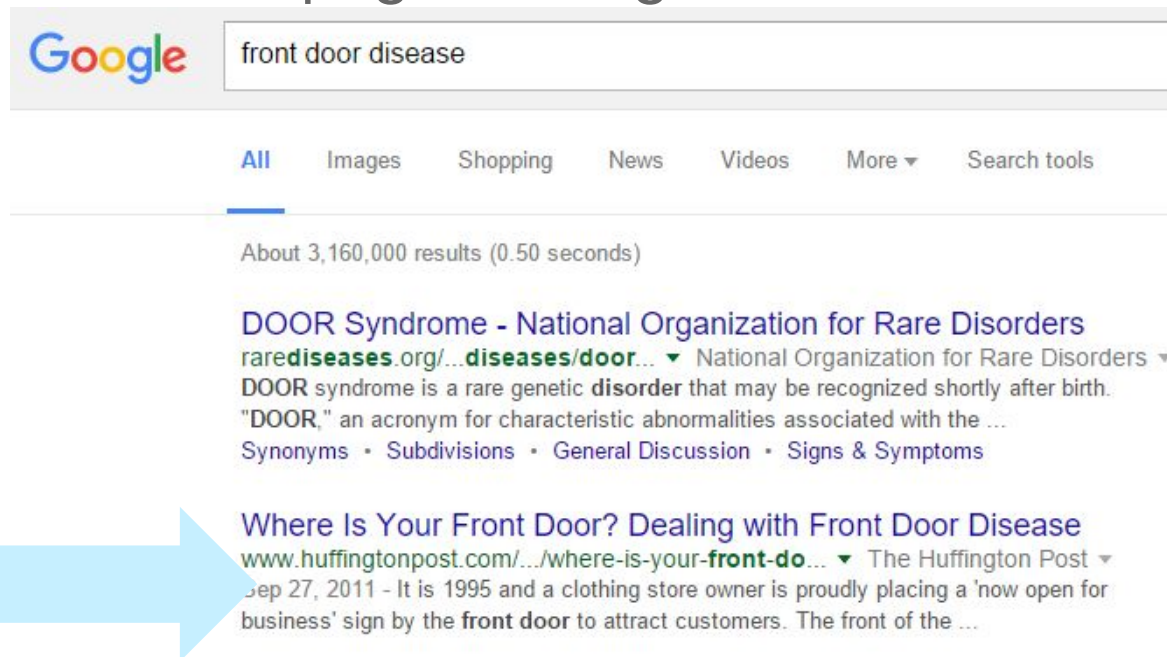 Google
front door disease
All Images Shopping News Videos More ▾ Search tools
About 3,160,000 results (0.50 seconds)
DOOR Syndrome - National Organization for Rare Disorders
rarediseases.org/...diseases/door... ▾ National Organization for Rare Disorders ▾
DOOR syndrome is a rare genetic disorder that may be recognized shortly after birth.
"DOOR," an acronym for characteristic abnormalities associated with the ...
Synonyms · Subdivisions · General Discussion · Signs & Symptoms
Where Is Your Front Door? Dealing with Front Door Disease
www.huffingtonpost.com/.../where-is-your-front-do... ▾ The Huffington Post ▾
Sep 27, 2011 - It is 1995 and a clothing store owner is proudly placing a 'now open for
business' sign by the front door to attract customers. The front of the ...